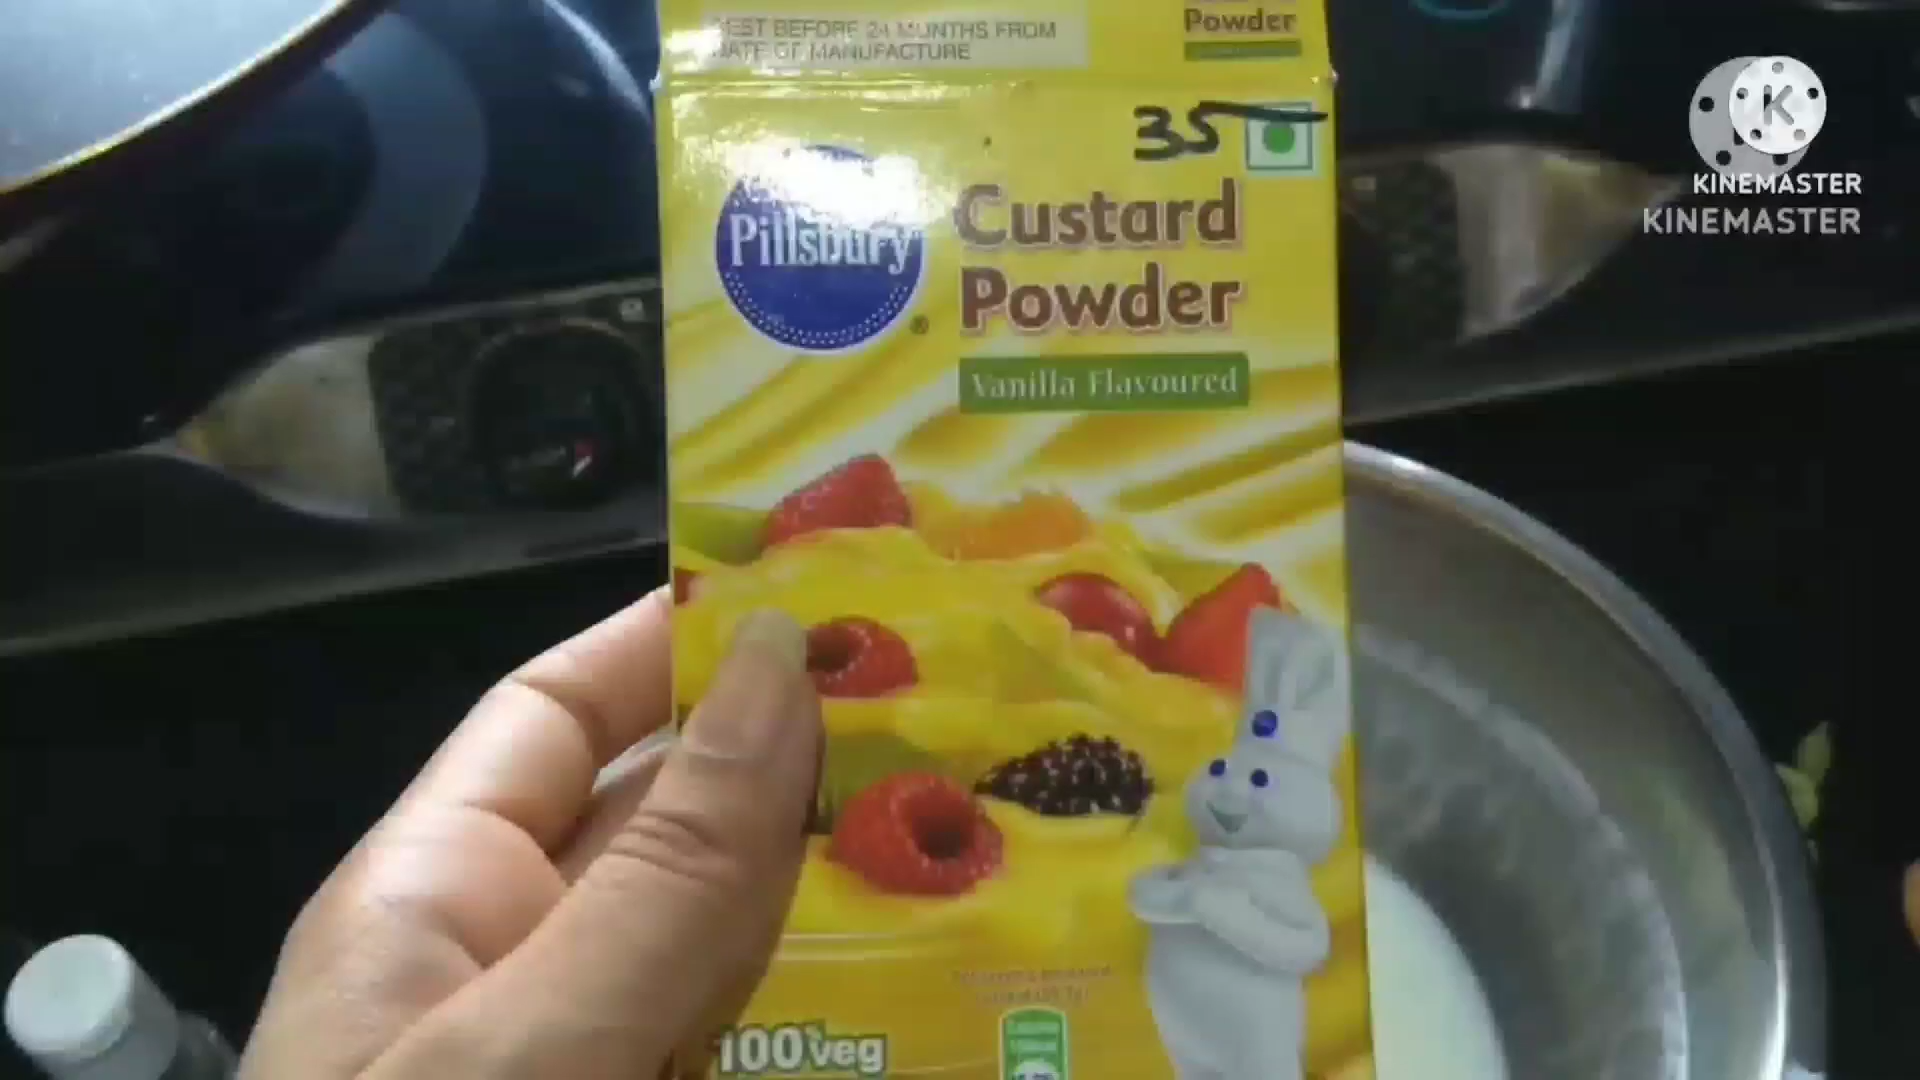 BEST BEFORE 24 MONTHS FROM
DATE OF MANUFACTURE
Powder
35
Pillsbury
®
Custard
Powder
Vanilla Flavoured
100% veg
K
KINEMASTER
KINEMASTER